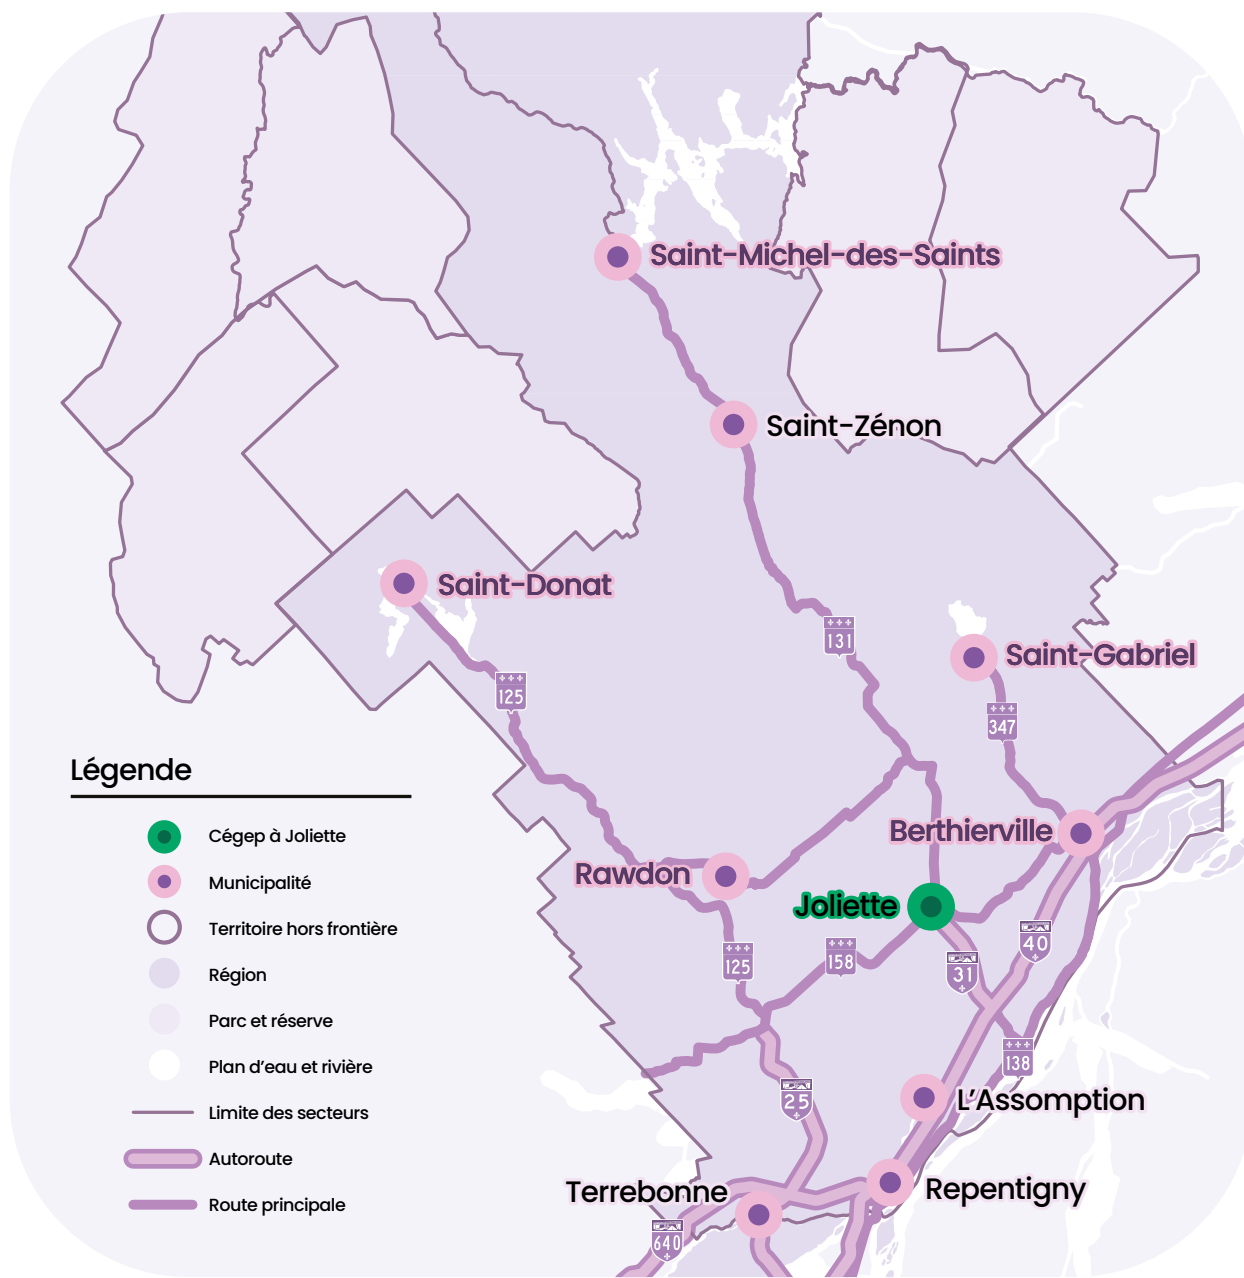 Saint-Michel-des-Saints
Saint-Zénon
Saint-Donat
131
Saint-Gabriel
125
347
Légende
Berthierville
Cégep à Joliette
Rawdon
Municipalité
Joliette
Territoire hors frontière
40
125
158
31
Région
Parc et réserve
138
Plan d'eau et rivière
25
L'Assomption
Limite des secteurs
Autoroute
Terrebonne
Repentigny
Route principale
640